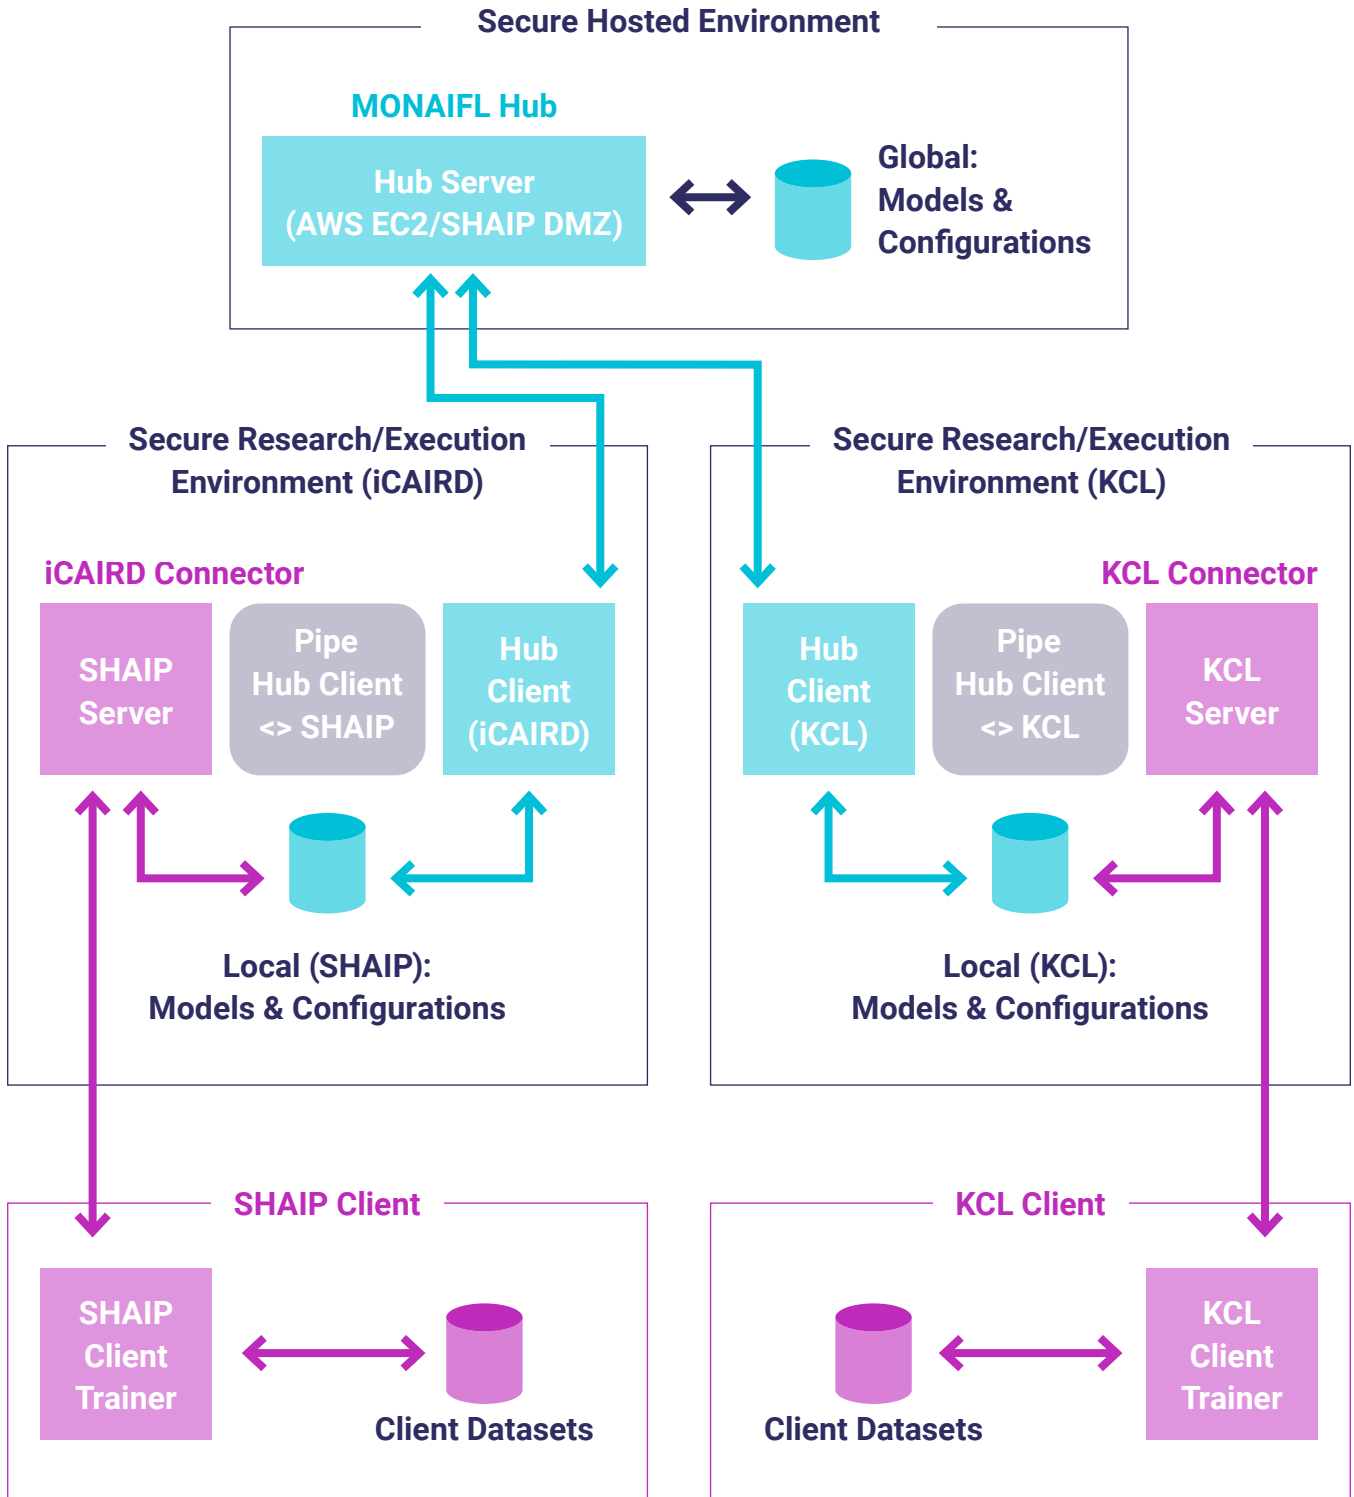 Secure Hosted Environment
MONAIFL Hub
Hub Server
(AWS EC2/SHAIP DMZ)
Global:
Models &
Configurations
Secure Research/Execution
Environment (iCAIRD)
iCAIRD Connector
SHAIP
Server
Pipe
Hub Client
<> SHAIP
Hub
Client
(iCAIRD)
Local (SHAIP):
Models & Configurations
Secure Research/Execution
Environment (KCL)
KCL Connector
Hub
Client
(KCL)
Pipe
Hub Client
<> KCL
KCL
Server
Local (KCL):
Models & Configurations
SHAIP Client
SHAIP
Client
Trainer
Client Datasets
KCL Client
Client Datasets
KCL
Client
Trainer